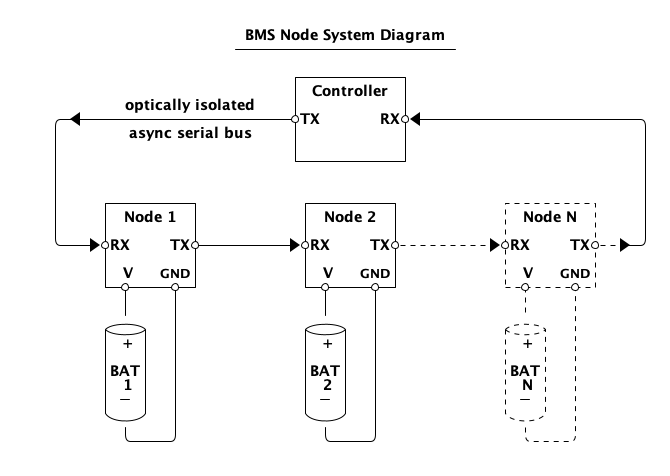 BMS Node System Diagram
Controller
optically isolated
TX RX
async serial bus
Node 1 Node 2 Node N
RX TX RX TX RX TX
V GND V GND V GND
+ + +
BAT BAT BAT
1 2 N
– – –